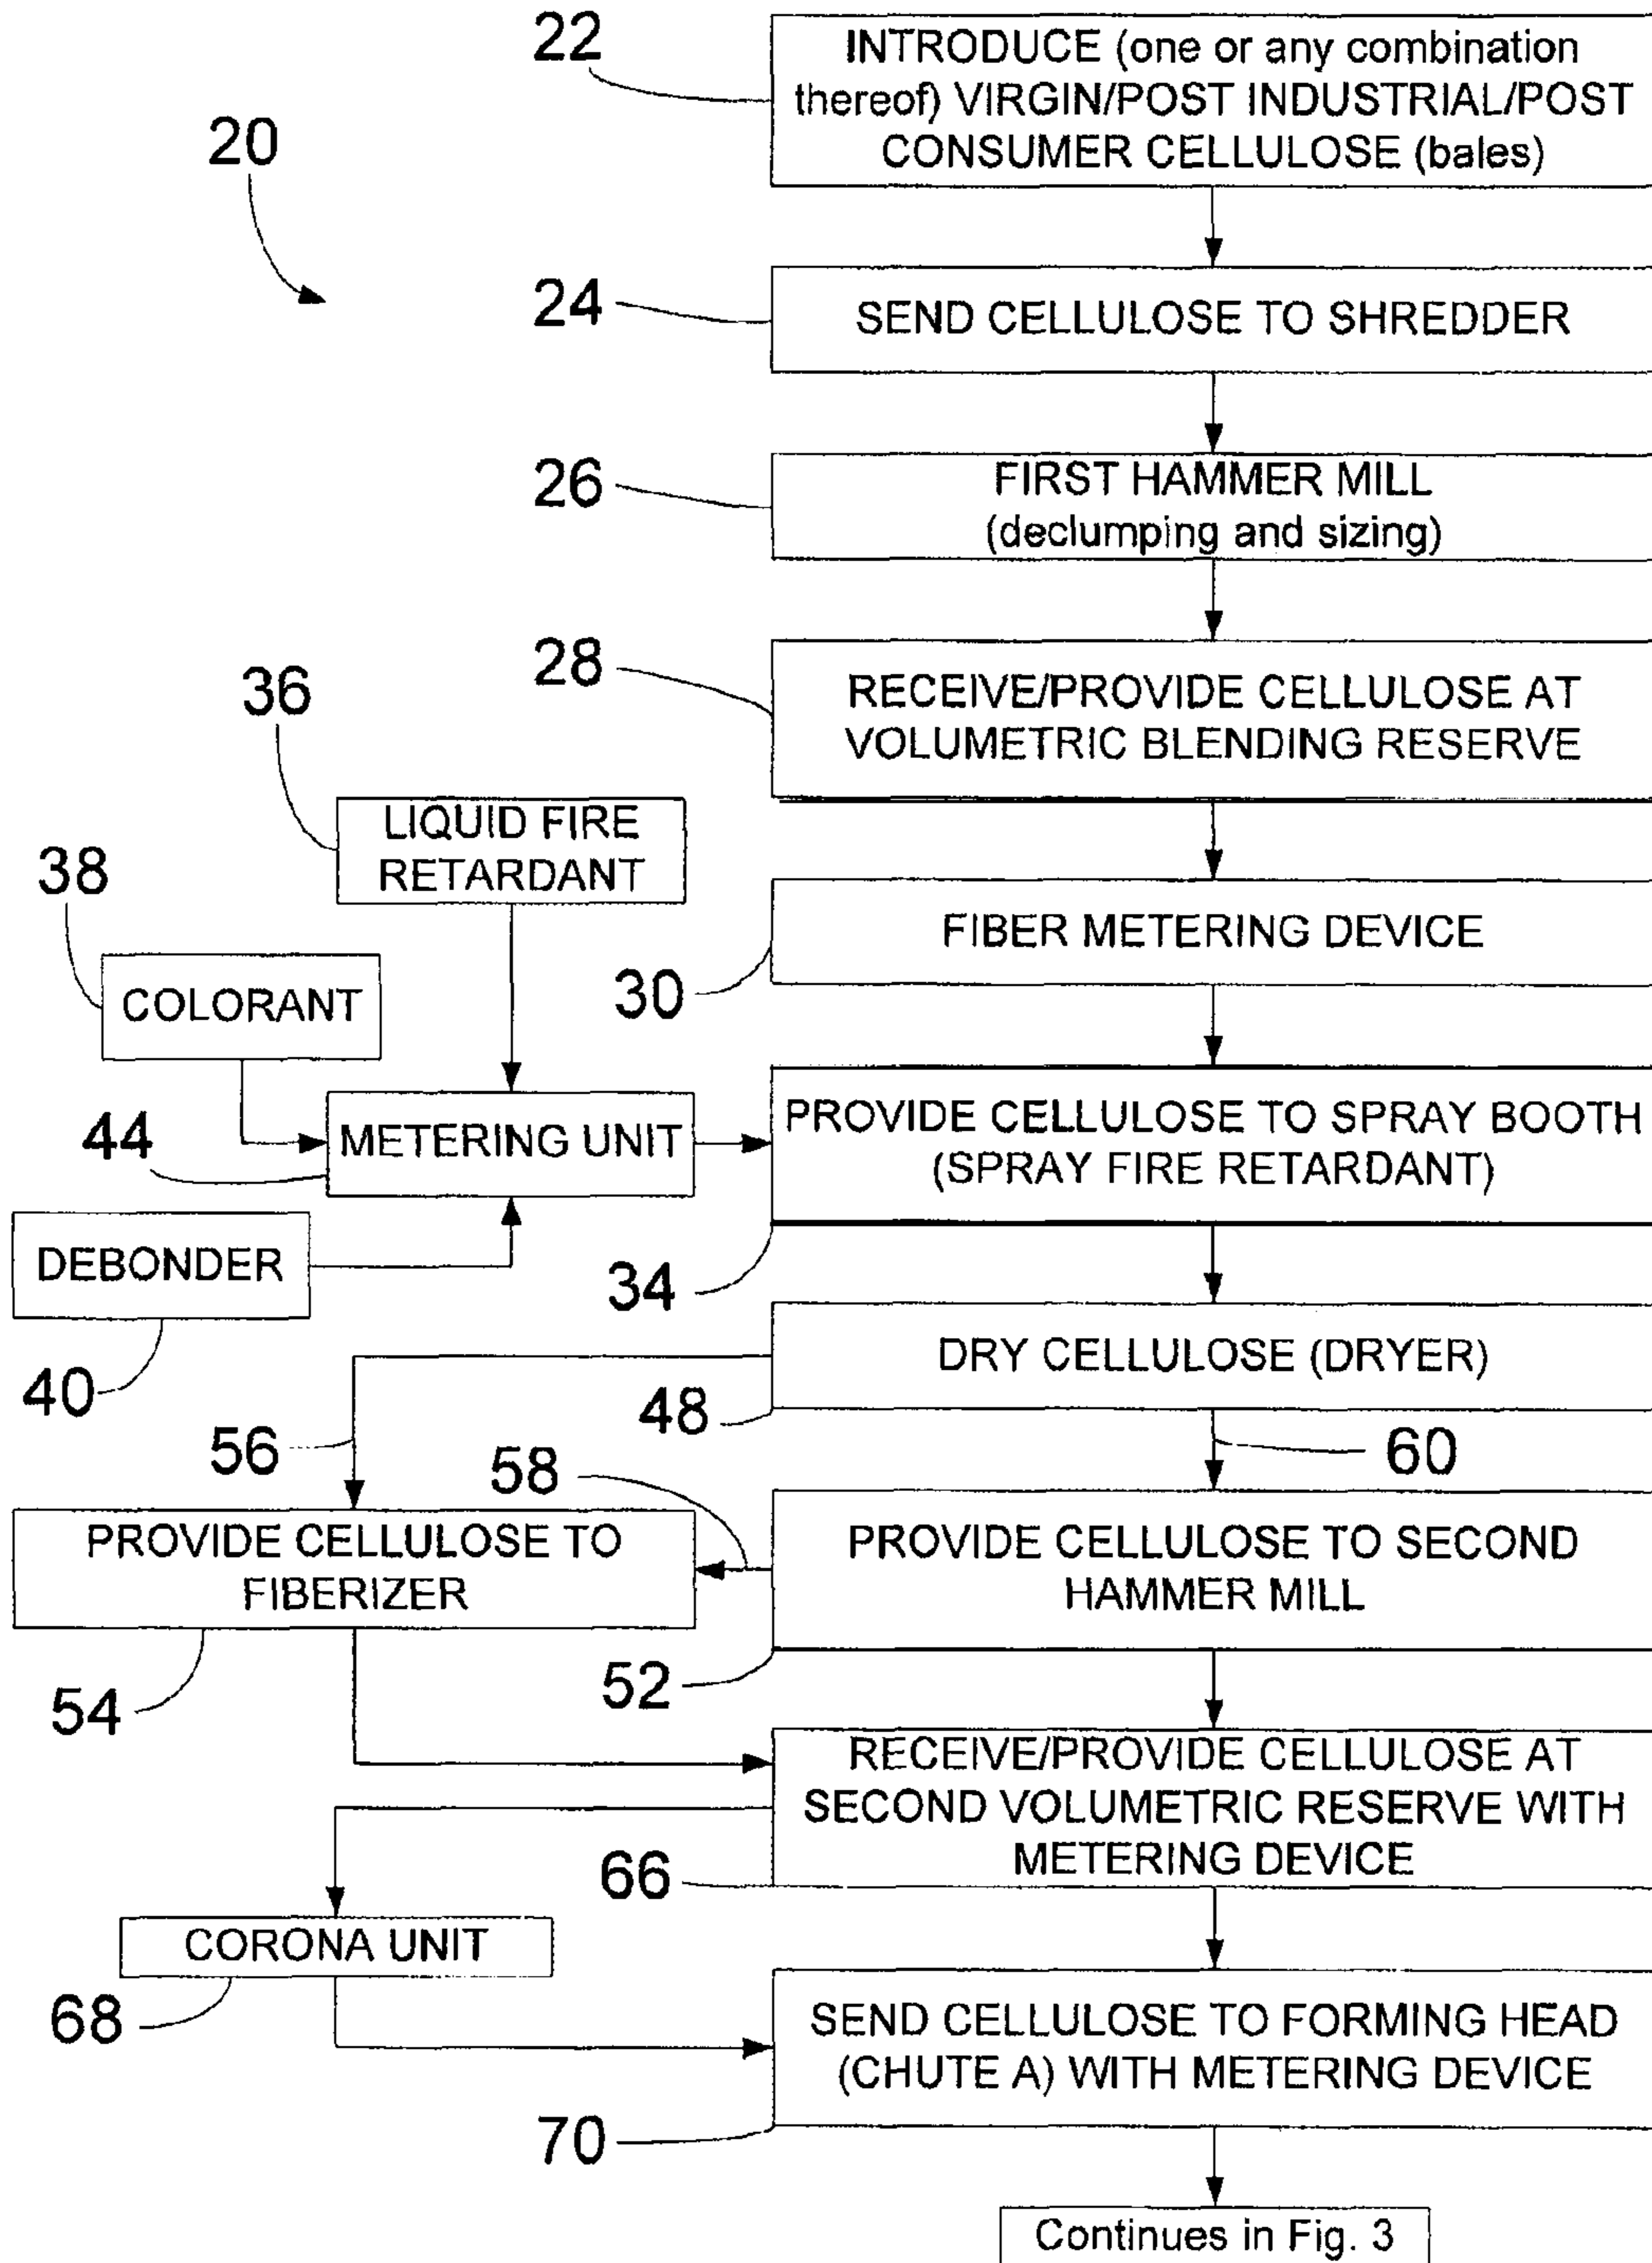 22
INTRODUCE (one or any combination
thereof) VIRGIN/POST INDUSTRIAL/POST
CONSUMER CELLULOSE (bales)
20
24
SEND CELLULOSE TO SHREDDER
26
FIRST HAMMER MILL
(declumping and sizing)
28
RECEIVE/PROVIDE CELLULOSE AT
VOLUMETRIC BLENDING RESERVE
36
LIQUID FIRE
RETARDANT
38
COLORANT
FIBER METERING DEVICE
30
44
METERING UNIT
PROVIDE CELLULOSE TO SPRAY BOOTH
(SPRAY FIRE RETARDANT)
34
DEBONDER
40
DRY CELLULOSE (DRYER)
48
56
58
60
PROVIDE CELLULOSE TO
FIBERIZER
54
PROVIDE CELLULOSE TO SECOND
HAMMER MILL
52
RECEIVE/PROVIDE CELLULOSE AT
SECOND VOLUMETRIC RESERVE WITH
METERING DEVICE
66
CORONA UNIT
68
SEND CELLULOSE TO FORMING HEAD
(CHUTE A) WITH METERING DEVICE
70
Continues in Fig. 3